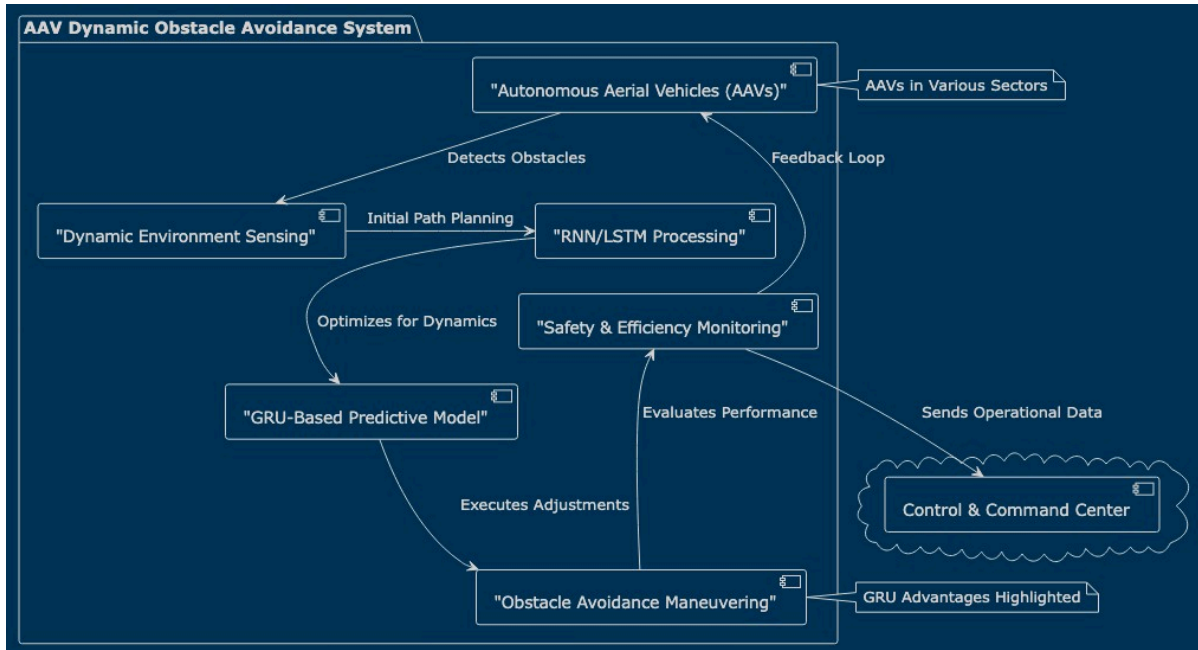 AAV Dynamic Obstacle Avoidance System
"Autonomous Aerial Vehicles (AAVs)"
AAVs in Various Sectors
Detects Obstacles
Feedback Loop
"Dynamic Environment Sensing"
Initial Path Planning
"RNN/LSTM Processing"
Optimizes for Dynamics
"Safety & Efficiency Monitoring"
"GRU-Based Predictive Model"
Evaluates Performance
Sends Operational Data
Executes Adjustments
Control & Command Center
"Obstacle Avoidance Maneuvering"
GRU Advantages Highlighted